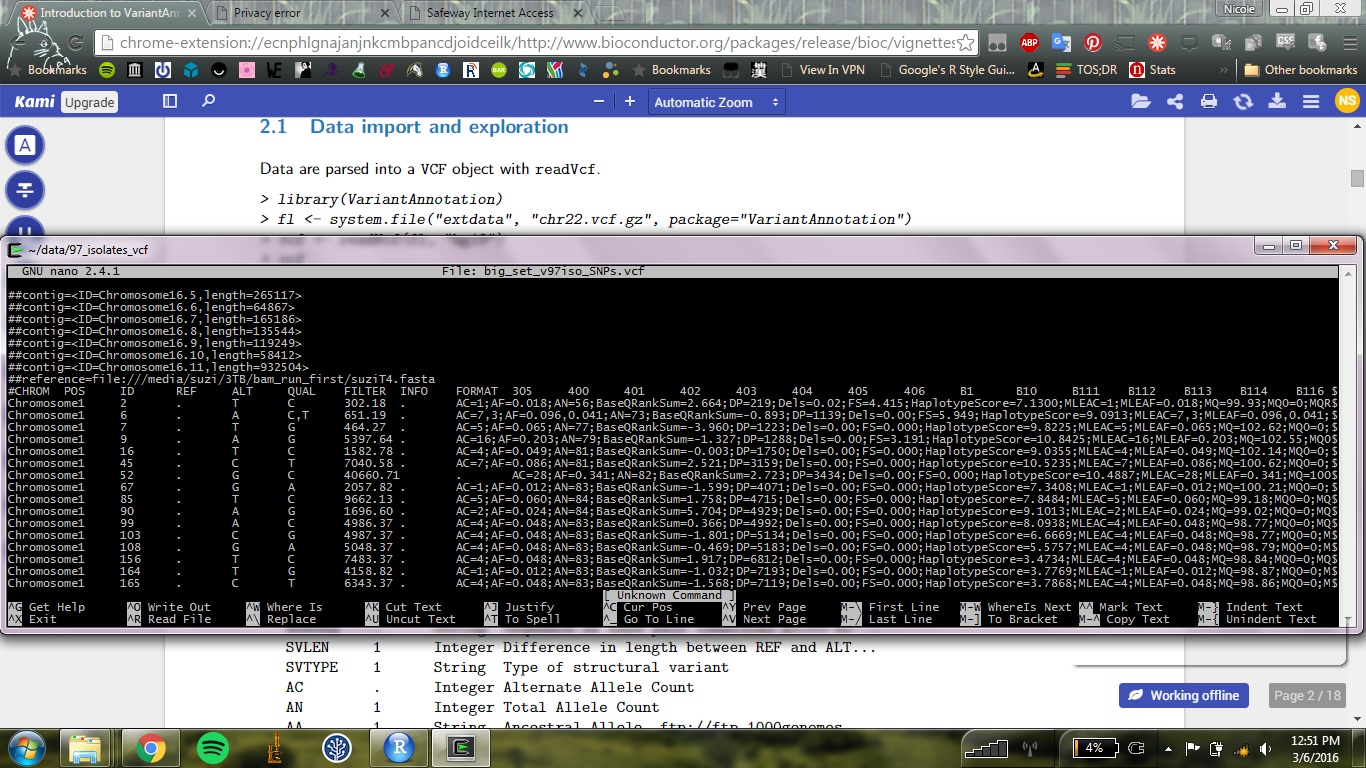 Introduction to VariantAnn
Privacy error
Safeway Internet Access
Nicole
chrome-extension://ecnphlgnajanjnkcmbpancdjoidceilk/http://www.bioconductor.org/packages/release/bioc/vignettes
Bookmarks
Bookmarks
View In VPN
Google's R Style Gui...
TOS;DR
Stats
»
Other bookmarks
Kami Upgrade
Automatic Zoom
NS
2.1 Data import and exploration
Data are parsed into a VCF object with readVcf.
> library(VariantAnnotation)
> fl <- system.file("extdata", "chr22.vcf.gz", package="VariantAnnotation")
~/data/97_isolates_vcf
GNU nano 2.4.1 File: big_set_v97iso_SNPs.vcf
##contig=<ID=Chromosome16.5,length=265117>
##contig=<ID=Chromosome16.6,length=64867>
##contig=<ID=Chromosome16.7,length=165186>
##contig=<ID=Chromosome16.8,length=135544>
##contig=<ID=Chromosome16.9,length=119249>
##contig=<ID=Chromosome16.10,length=58412>
##contig=<ID=Chromosome16.11,length=932504>
##reference=file:///media/suzi/3TB/bam_run_first/suziT4.fasta
#CHROM POS ID REF ALT QUAL FILTER INFO FORMAT 305 400 401 402 403 404 405 406 B1 B10 B111 B112 B113 B114 B116 $
Chromosome1 2 . T C 302.18 . AC=1;AF=0.018;AN=56;BaseQRankSum=2.664;DP=219;Dels=0.02;FS=4.415;HaplotypeScore=7.1300;MLEAC=1;MLEAF=0.018;MQ=99.93;MQ0=0;MQR$
Chromosome1 6 . A C,T 651.19 . AC=7,3;AF=0.096,0.041;AN=73;BaseQRankSum=-0.893;DP=1139;Dels=0.00;FS=5.949;HaplotypeScore=9.0913;MLEAC=7,3;MLEAF=0.096,0.041;$
Chromosome1 7 . T G 464.27 . AC=5;AF=0.065;AN=77;BaseQRankSum=-3.960;DP=1223;Dels=0.00;FS=0.000;HaplotypeScore=9.8225;MLEAC=5;MLEAF=0.065;MQ=102.62;MQ0=0;$
Chromosome1 9 . A G 5397.64 . AC=16;AF=0.203;AN=79;BaseQRankSum=-1.327;DP=1288;Dels=0.00;FS=3.191;HaplotypeScore=10.8425;MLEAC=16;MLEAF=0.203;MQ=102.55;MQ0$
Chromosome1 16 . T C 1582.78 . AC=4;AF=0.049;AN=81;BaseQRankSum=-0.003;DP=1750;Dels=0.00;FS=0.000;HaplotypeScore=9.0355;MLEAC=4;MLEAF=0.049;MQ=102.14;MQ0=0;$
Chromosome1 45 . C T 7040.58 . AC=7;AF=0.086;AN=81;BaseQRankSum=2.521;DP=3159;Dels=0.00;FS=0.000;HaplotypeScore=10.5235;MLEAC=7;MLEAF=0.086;MQ=100.62;MQ0=0;$
Chromosome1 52 . G C 40660.71 . AC=28;AF=0.341;AN=82;BaseQRankSum=2.723;DP=3434;Dels=0.00;FS=0.000;HaplotypeScore=10.4887;MLEAC=28;MLEAF=0.341;MQ=100$
Chromosome1 67 . G A 2057.82 . AC=1;AF=0.012;AN=83;BaseQRankSum=-1.599;DP=4071;Dels=0.00;FS=0.000;HaplotypeScore=7.3408;MLEAC=1;MLEAF=0.012;MQ=100.21;MQ0=0;$
Chromosome1 85 . T C 9662.13 . AC=5;AF=0.060;AN=84;BaseQRankSum=1.758;DP=4715;Dels=0.00;FS=0.000;HaplotypeScore=7.8484;MLEAC=5;MLEAF=0.060;MQ=99.18;MQ0=0;MQ$
Chromosome1 90 . A G 1696.60 . AC=2;AF=0.024;AN=84;BaseQRankSum=5.704;DP=4929;Dels=0.00;FS=0.000;HaplotypeScore=9.1013;MLEAC=2;MLEAF=0.024;MQ=99.02;MQ0=0;MQ$
Chromosome1 99 . A C 4986.37 . AC=4;AF=0.048;AN=83;BaseQRankSum=0.366;DP=4992;Dels=0.00;FS=0.000;HaplotypeScore=8.0938;MLEAC=4;MLEAF=0.048;MQ=98.77;MQ0=0;MQ$
Chromosome1 103 . C G 4987.37 . AC=4;AF=0.048;AN=83;BaseQRankSum=-1.801;DP=5134;Dels=0.00;FS=0.000;HaplotypeScore=6.6669;MLEAC=4;MLEAF=0.048;MQ=98.77;MQ0=0;M$
Chromosome1 108 . G A 5048.37 . AC=4;AF=0.048;AN=83;BaseQRankSum=-0.469;DP=5183;Dels=0.00;FS=0.000;HaplotypeScore=5.5757;MLEAC=4;MLEAF=0.048;MQ=98.79;MQ0=0;M$
Chromosome1 156 . T C 7483.37 . AC=4;AF=0.048;AN=83;BaseQRankSum=-1.917;DP=6812;Dels=0.00;FS=0.000;HaplotypeScore=3.4734;MLEAC=4;MLEAF=0.048;MQ=98.84;MQ0=0;M$
Chromosome1 164 . A G 4158.82 . AC=1;AF=0.012;AN=83;BaseQRankSum=-1.032;DP=7193;Dels=0.00;FS=0.000;HaplotypeScore=3.7769;MLEAC=1;MLEAF=0.012;MQ=98.87;MQ0=0;M$
Chromosome1 165 . C T 6343.37 . AC=4;AF=0.048;AN=83;BaseQRankSum=-1.568;DP=7119;Dels=0.00;FS=0.000;HaplotypeScore=3.7868;MLEAC=4;MLEAF=0.048;MQ=98.86;MQ0=0;M$
[ Unknown Command ]
^G Get Help ^O Write Out ^W Where Is ^K Cut Text ^J Justify ^C Cur Pos ^Y Prev Page M-\ First Line M-W WhereIs Next ^^ Mark Text M-} Indent Text
^X Exit ^R Read File ^\ Replace ^U Uncut Text ^T To Spell ^_ Go To Line ^V Next Page M-/ Last Line M-] To Bracket M-^ Copy Text M-{ Unindent Text
SVLEN 1 Integer Difference in length between REF and ALT...
SVTYPE 1 String Type of structural variant
AC . Integer Alternate Allele Count
AN 1 Integer Total Allele Count
AA 1 String Ancestral Allele, ftp://ftp.1000genomes
Working offline
Page 2 / 18
4%
12:51 PM
3/6/2016